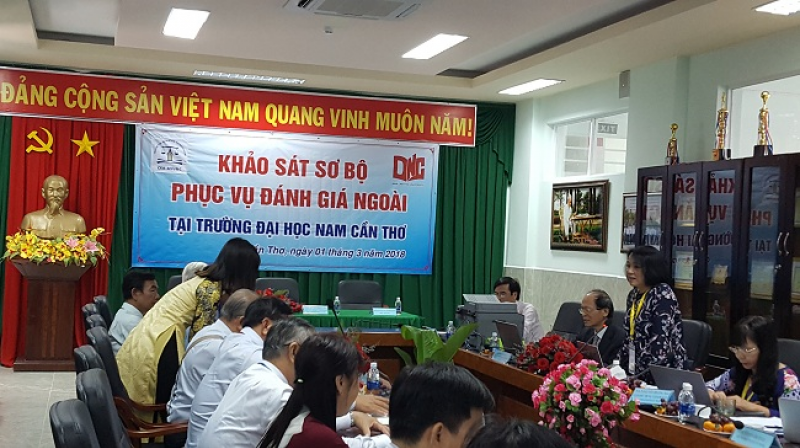 ĐẢNG CỘNG SẢN VIỆT NAM QUANG VINH MUÔN NĂM!
KHẢO SÁT SƠ BỘ
PHỤC VỤ ĐÁNH GIÁ NGOÀI
TẠI TRƯỜNG ĐẠI HỌC NAM CẦN THƠ
Thơ, ngày 01 tháng 3 năm 2018
DNC